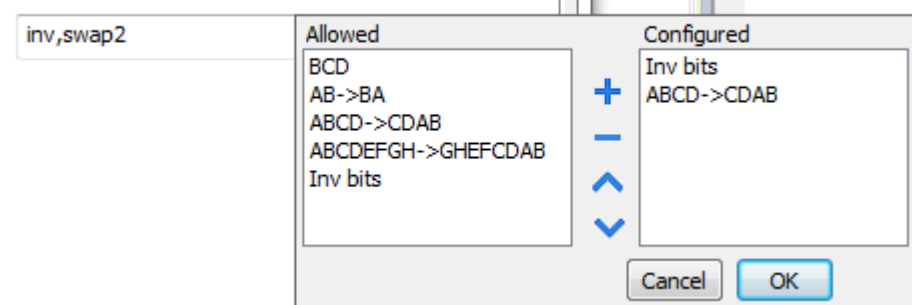 inv,swap2
Allowed
BCD
AB->BA
ABCD->CDAB
ABCDEFGH->GHEFCDAB
Inv bits
Configured
Inv bits
ABCD->CDAB
Cancel
OK